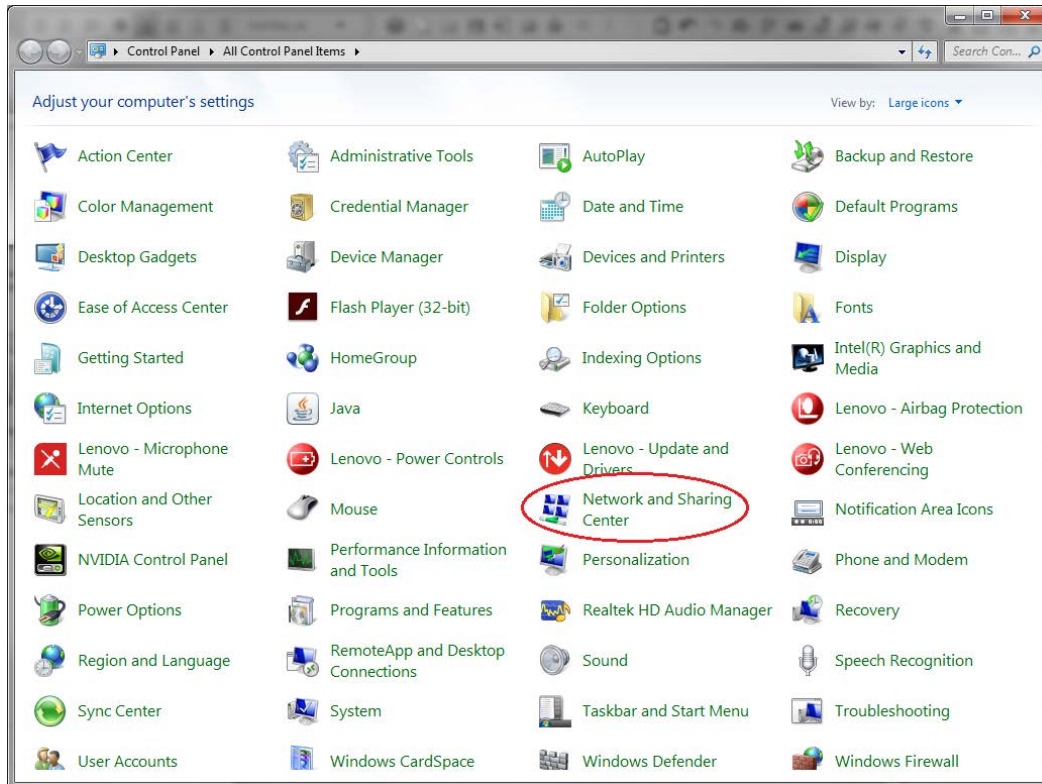 Control Panel ▸ All Control Panel Items ▸
Search Con...
Adjust your computer's settings
View by: Large icons
Action Center
Administrative Tools
AutoPlay
Backup and Restore
Color Management
Credential Manager
Date and Time
Default Programs
Desktop Gadgets
Device Manager
Devices and Printers
Display
Ease of Access Center
Flash Player (32-bit)
Folder Options
Fonts
Getting Started
HomeGroup
Indexing Options
Intel(R) Graphics and
Media
Internet Options
Java
Keyboard
Lenovo - Airbag Protection
Lenovo - Microphone
Mute
Lenovo - Power Controls
Lenovo - Update and
Drivers
Lenovo - Web
Conferencing
Location and Other
Sensors
Mouse
Network and Sharing
Center
Notification Area Icons
NVIDIA Control Panel
Performance Information
and Tools
Personalization
Phone and Modem
Power Options
Programs and Features
Realtek HD Audio Manager
Recovery
Region and Language
RemoteApp and Desktop
Connections
Sound
Speech Recognition
Sync Center
System
Taskbar and Start Menu
Troubleshooting
User Accounts
Windows CardSpace
Windows Defender
Windows Firewall